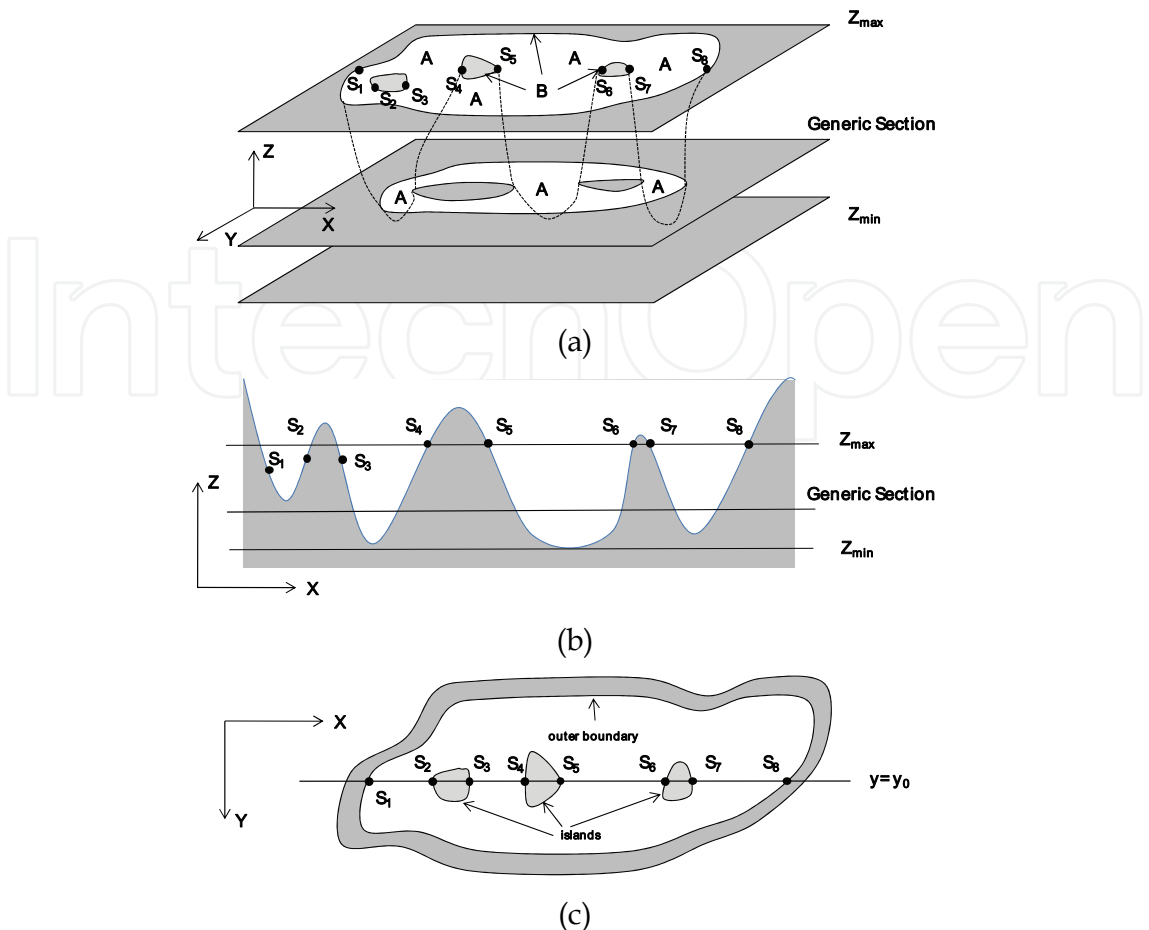 Zmax
A
A
A
S1
S2
S3
S4
S5
S6
S7
S8
A
B
Generic Section
Z
X
Y
A
A
A
Zmin
IntechOpen
(a)
S1
S2
S3
S4
S5
S6
S7
S8
Zmax
Z
Generic Section
Zmin
X
(b)
X
Y
outer boundary
S1
S2
S3
S4
S5
S6
S7
S8
y=y0
islands
(c)